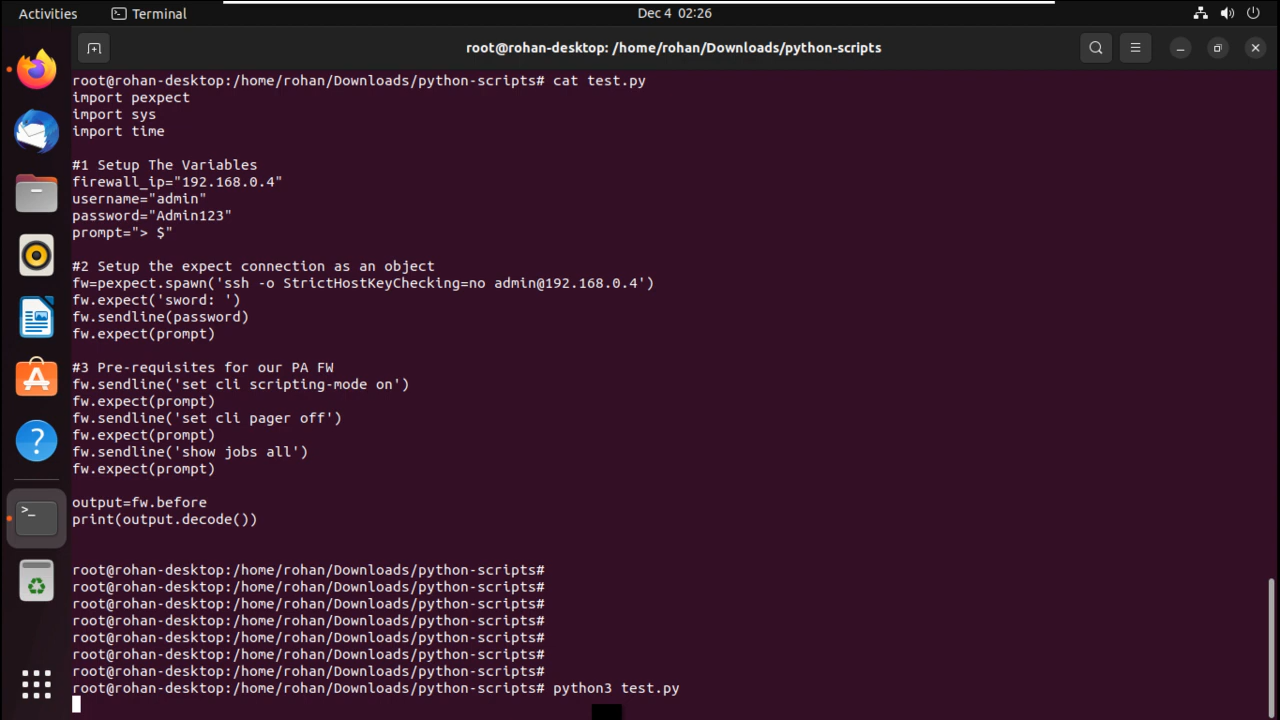 Activities
Terminal
Dec 4 02:26
root@rohan-desktop: /home/rohan/Downloads/python-scripts
root@rohan-desktop:/home/rohan/Downloads/python-scripts# cat test.py
import pexpect
import sys
import time
#1 Setup The Variables
firewall_ip="192.168.0.4"
username="admin"
password="Admin123"
prompt="> $"
#2 Setup the expect connection as an object
fw=pexpect.spawn('ssh -o StrictHostKeyChecking=no admin@192.168.0.4')
fw.expect('sword: ')
fw.sendline(password)
fw.expect(prompt)
#3 Pre-requisites for our PA FW
fw.sendline('set cli scripting-mode on')
fw.expect(prompt)
fw.sendline('set cli pager off')
fw.expect(prompt)
fw.sendline('show jobs all')
fw.expect(prompt)
output=fw.before
print(output.decode())
root@rohan-desktop:/home/rohan/Downloads/python-scripts#
root@rohan-desktop:/home/rohan/Downloads/python-scripts#
root@rohan-desktop:/home/rohan/Downloads/python-scripts#
root@rohan-desktop:/home/rohan/Downloads/python-scripts#
root@rohan-desktop:/home/rohan/Downloads/python-scripts#
root@rohan-desktop:/home/rohan/Downloads/python-scripts#
root@rohan-desktop:/home/rohan/Downloads/python-scripts#
root@rohan-desktop:/home/rohan/Downloads/python-scripts# python3 test.py